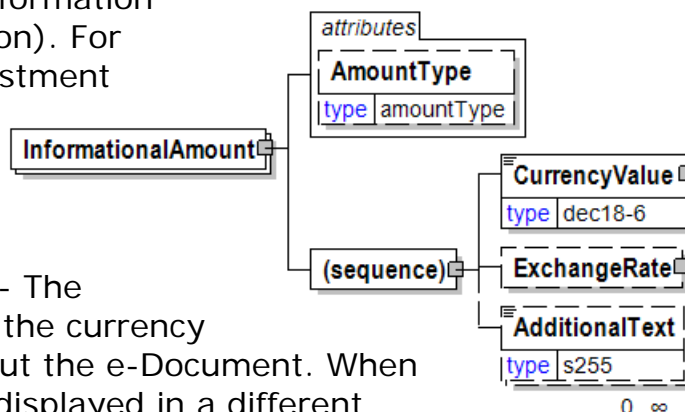 formation
on). For
stment
attributes
AmountType
type amountType
InformationalAmount
CurrencyValue
type dec18-6
(sequence)
ExchangeRate
- The
the currency
AdditionalText
ut the e-Document. When
type s255
displayed in a different
0 ∞